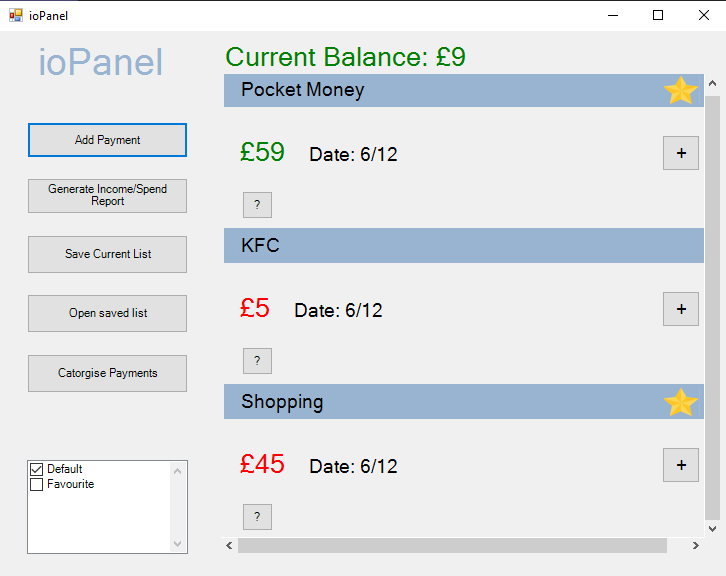 ioPanel
ioPanel
Add Payment
Generate Income/Spend
Report
Save Current List
Open saved list
Catorgise Payments
Default
Favourite
Current Balance: £9
Pocket Money
£59 Date: 6/12
+
?
KFC
£5 Date: 6/12
+
?
Shopping
£45 Date: 6/12
+
?